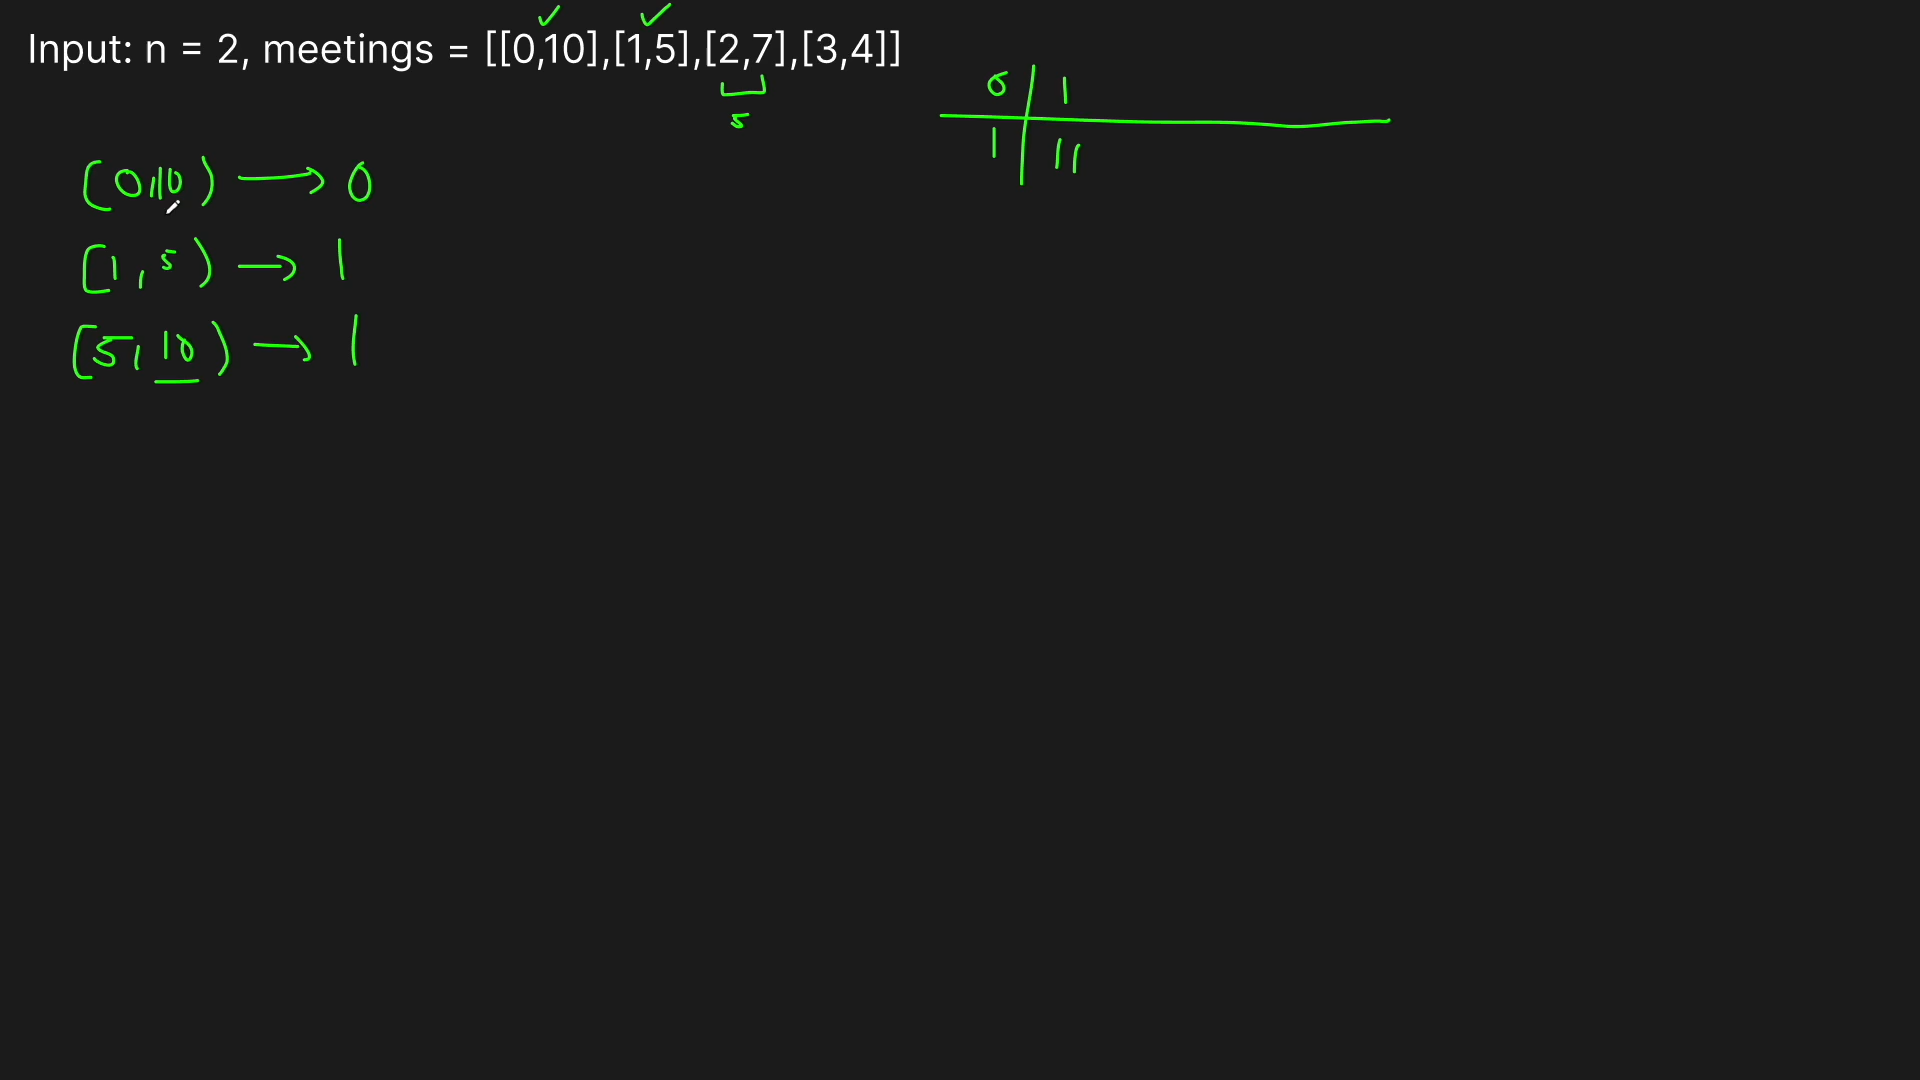 Input: n = 2, meetings = [[0,10],[1,5],[2,7],[3,4]]
5
0 1
1 11
[0,10) → 0
[1,5) → 1
[5,10) → 1